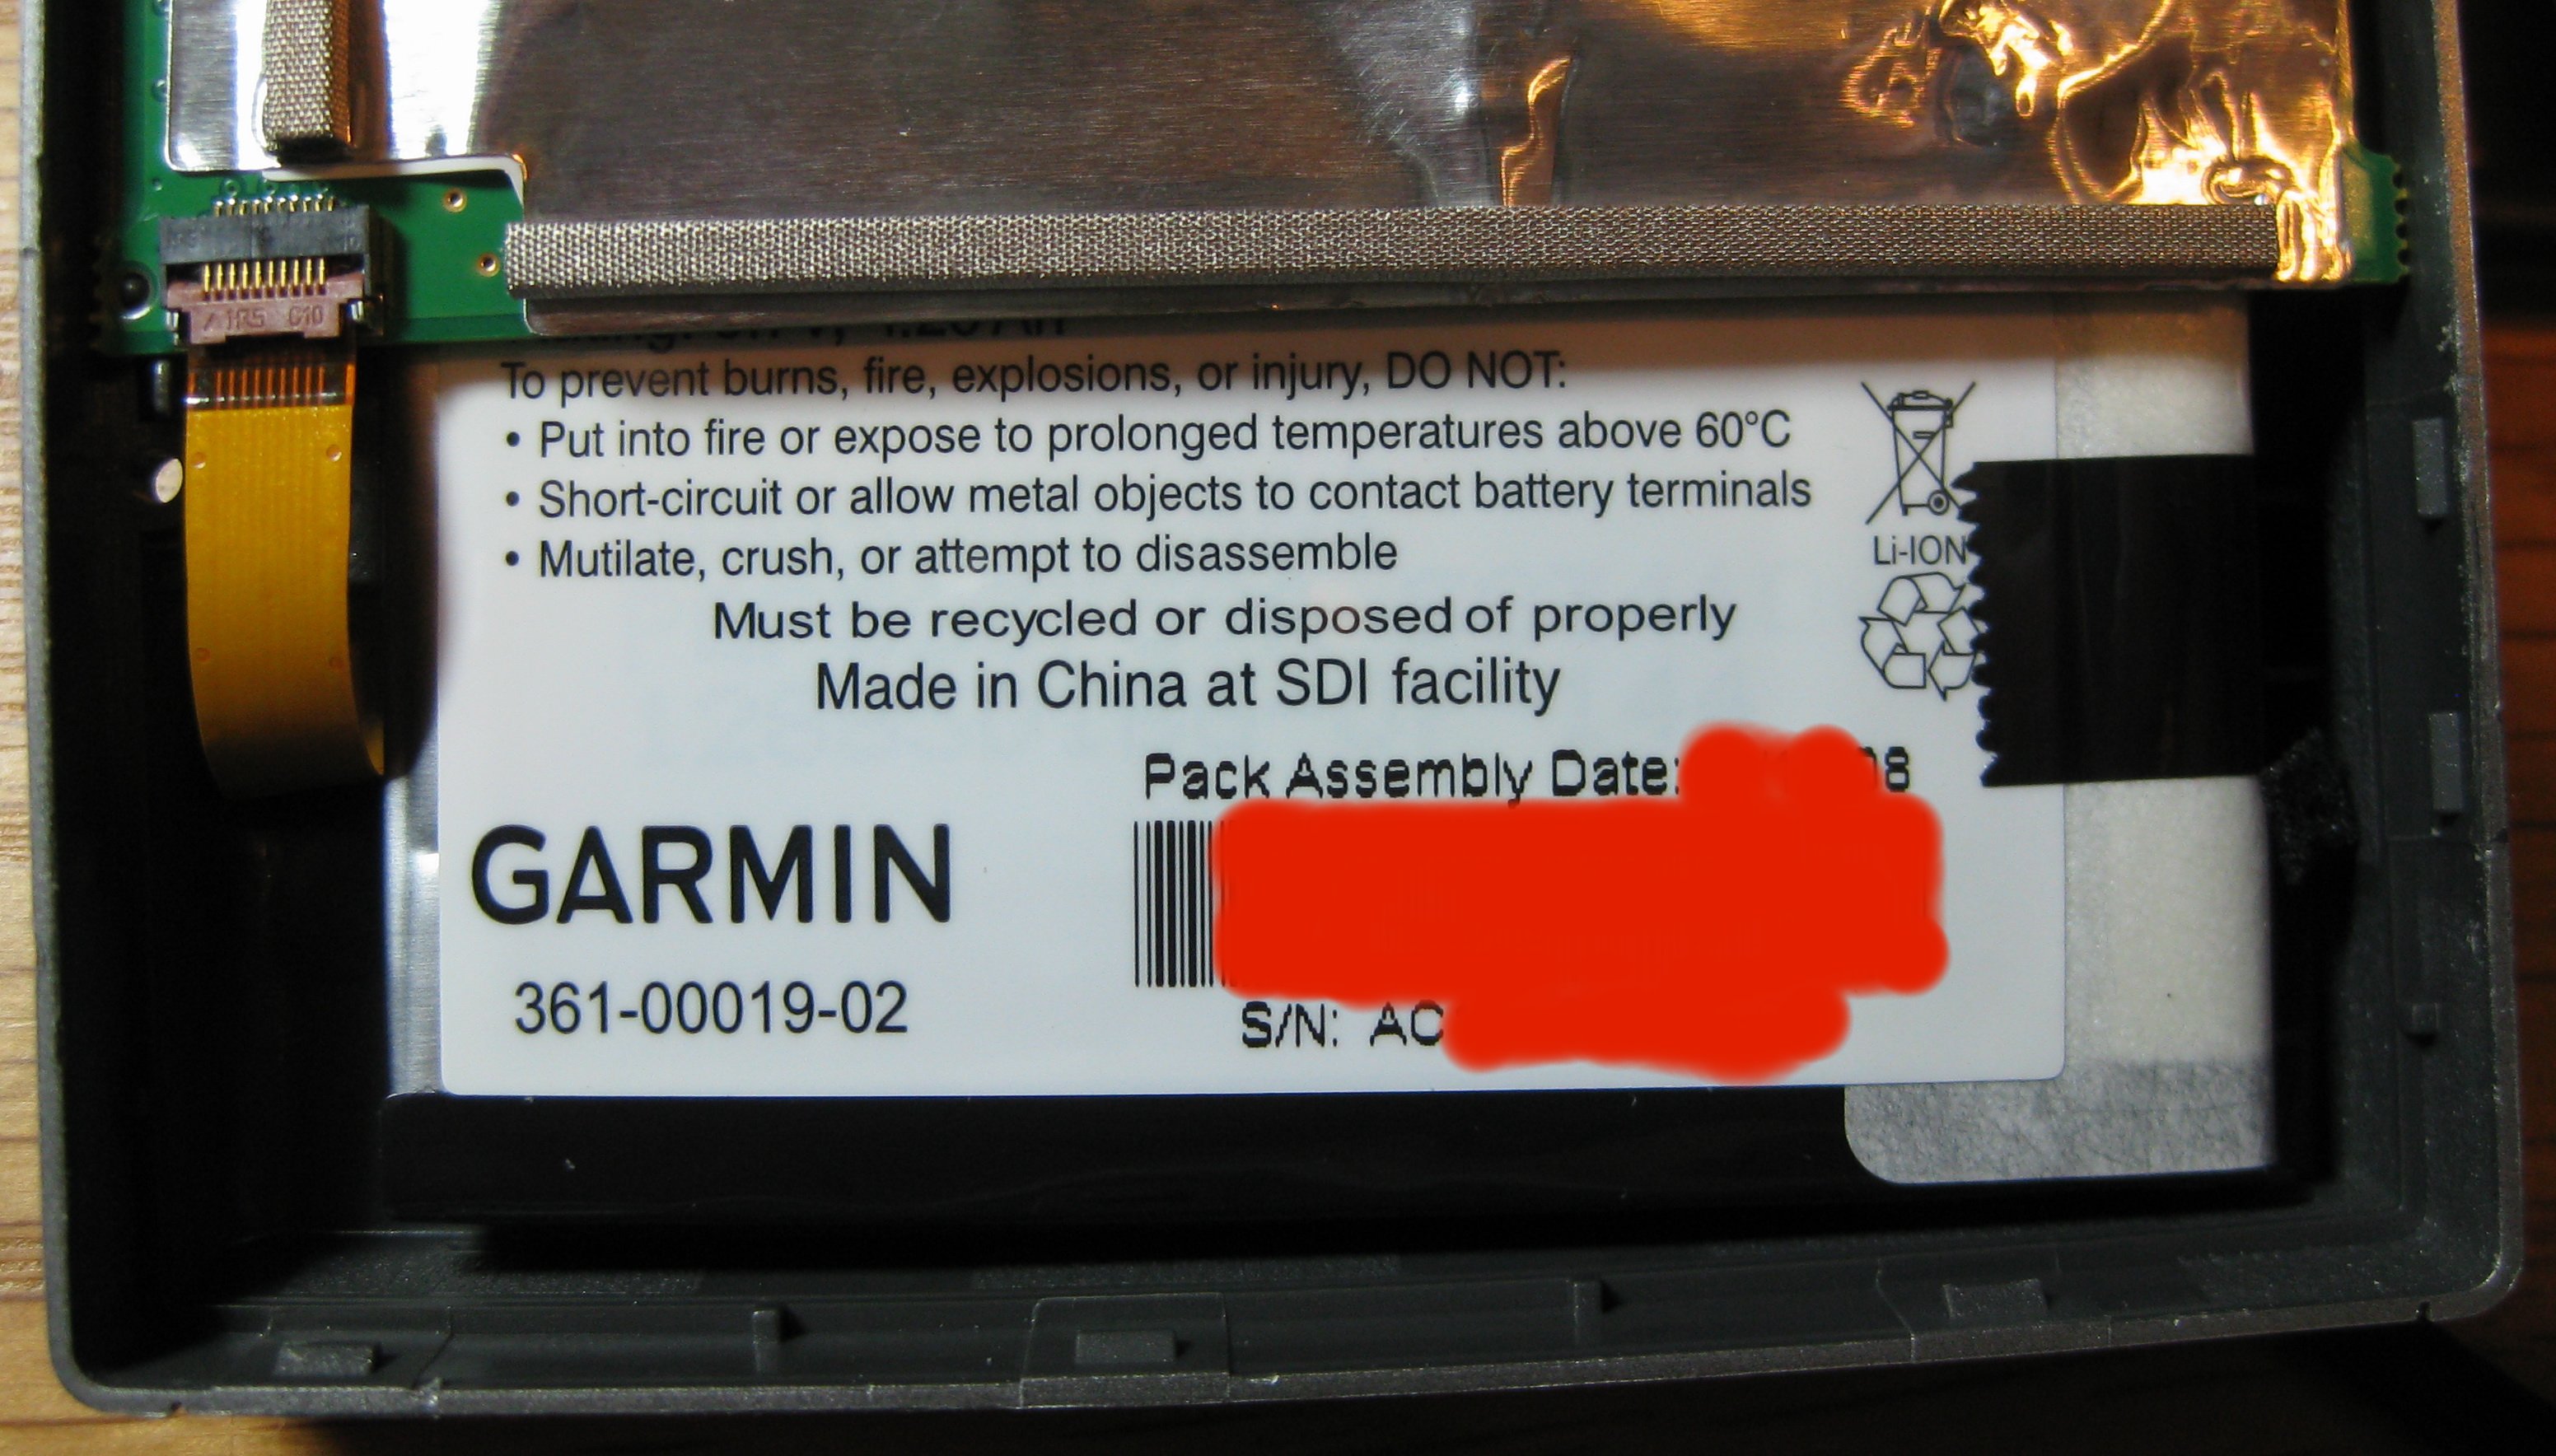 To prevent burns, fire, explosions, or injury, DO NOT:
• Put into fire or expose to prolonged temperatures above 60°C
• Short-circuit or allow metal objects to contact battery terminals
• Mutilate, crush, or attempt to disassemble
Li-ION
Must be recycled or disposed of properly
Made in China at SDI facility
Pack Assembly Date:
GARMIN
361-00019-02
S/N: AC